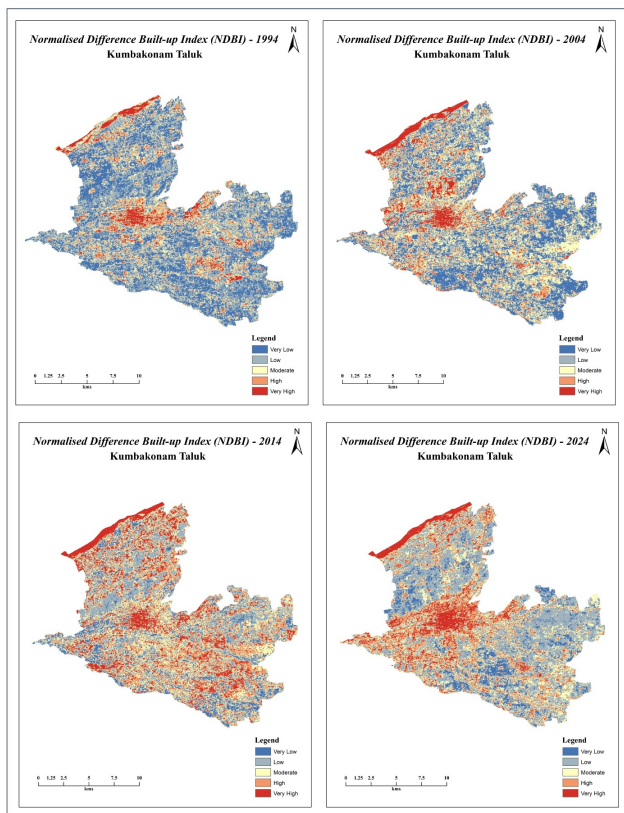 Normalised Difference Built-up Index (NDBI) - 1994
N
Kumbakonam Taluk
Legend
Very Low
Low
Moderate
High
Very High
0 1.25 2.5 5 7.5 10
kms
Normalised Difference Built-up Index (NDBI) - 2004
N
Kumbakonam Taluk
Legend
Very Low
Low
Moderate
High
Very High
0 1.25 2.5 5 7.5 10
kms
Normalised Difference Built-up Index (NDBI) - 2014
N
Kumbakonam Taluk
Legend
Very Low
Low
Moderate
High
Very High
0 1.25 2.5 5 7.5 10
kms
Normalised Difference Built-up Index (NDBI) - 2024
N
Kumbakonam Taluk
Legend
Very Low
Low
Moderate
High
Very High
0 1.25 2.5 5 7.5 10
kms